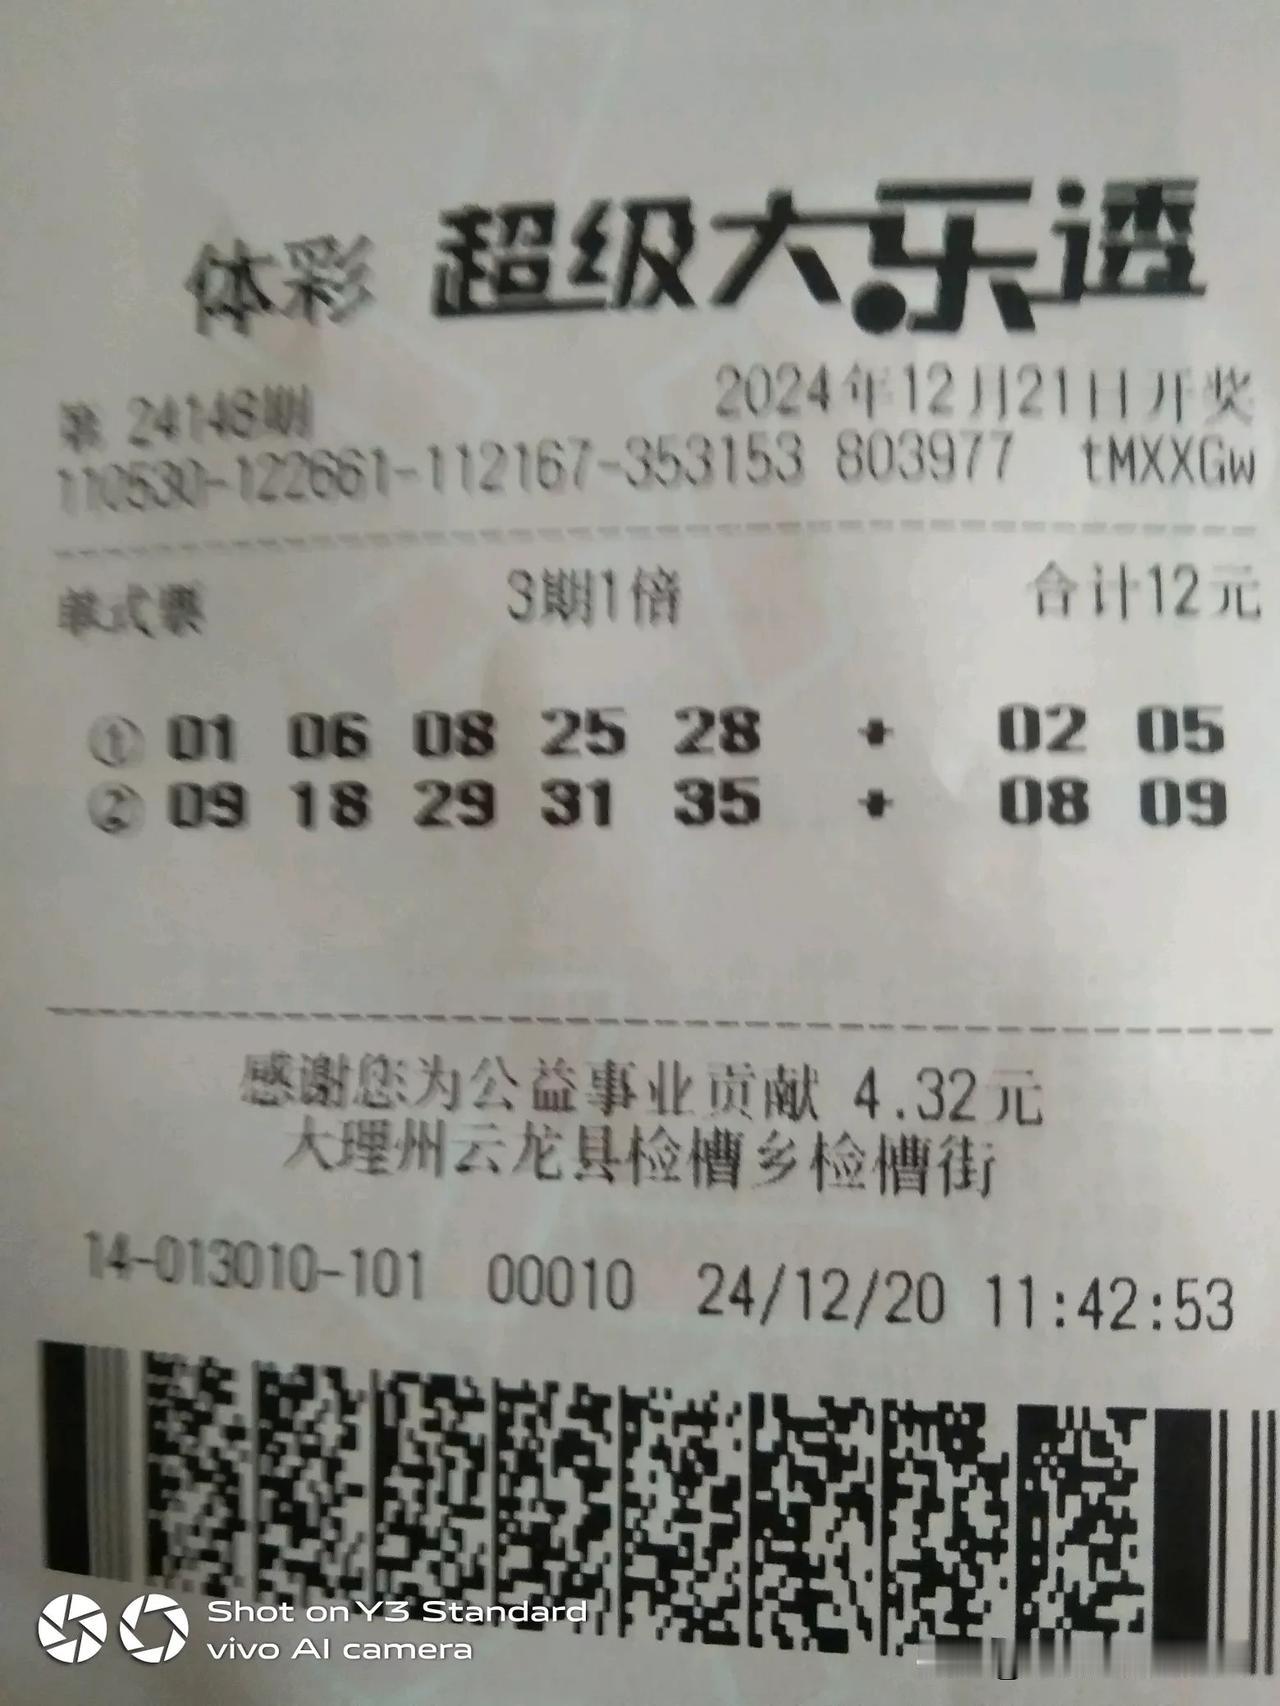 体彩 超级大乐透
第 24148期 2024年12月21日开奖
110530-122661-112167-353153 803977 tMXXGw
单式票 3期1倍 合计12元
① 01 06 08 25 28 + 02 05
② 09 18 29 31 35 + 08 09
感谢您为公益事业贡献 4.32元
大理州云龙县检槽乡检槽街
14-013010-101 00010 24/12/20 11:42:53
Shot on Y3 Standard
vivo AI camera